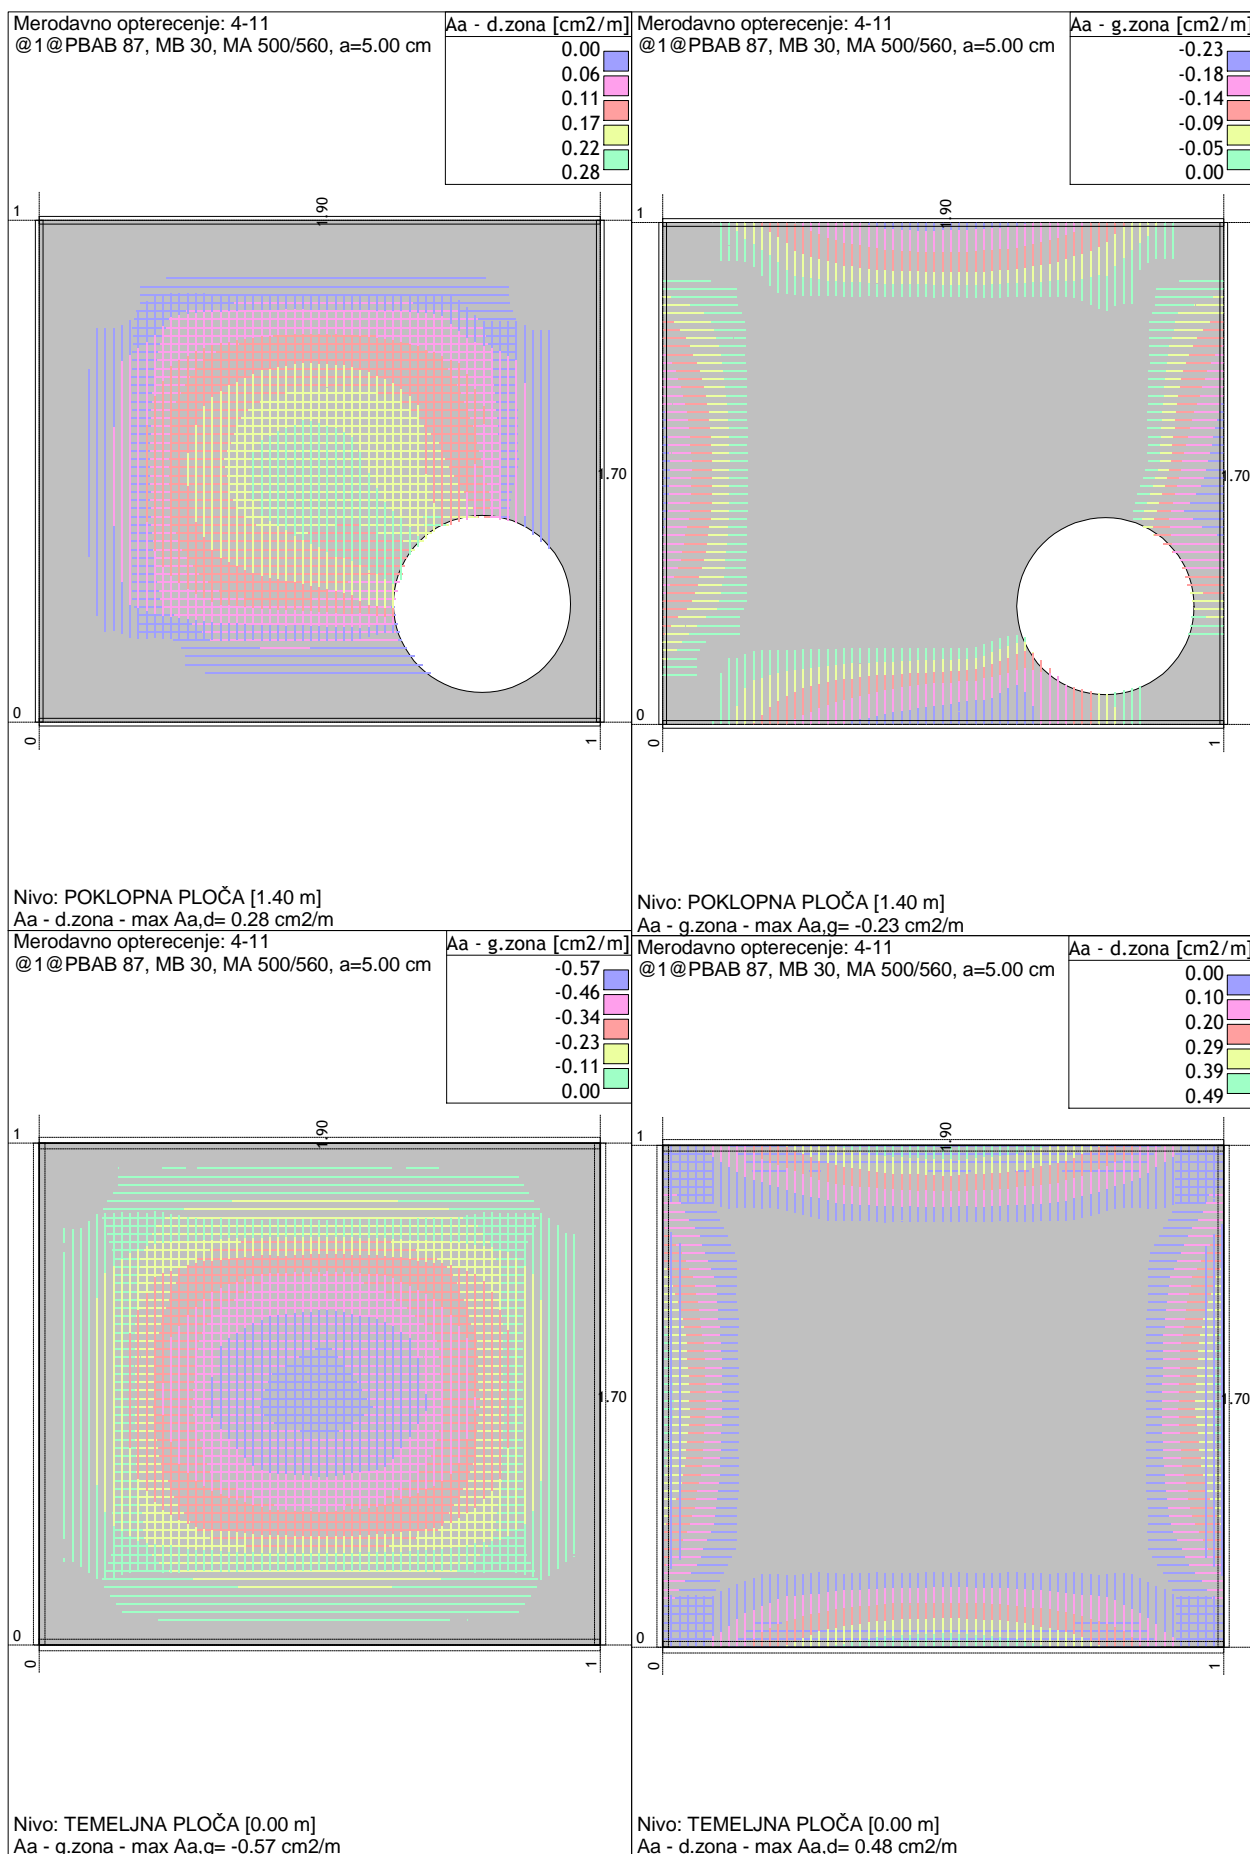 Merodavno opterecenje: 4-11
@1@PBAB 87, MB 30, MA 500/560, a=5.00 cm
Aa - d.zona [cm2/m]
0.00
0.06
0.11
0.17
0.22
0.28
1
1.90
1.70
0
0
1
Nivo: POKLOPNA PLOČA [1.40 m]
Aa - d.zona - max Aa,d= 0.28 cm2/m
Merodavno opterecenje: 4-11
@1@PBAB 87, MB 30, MA 500/560, a=5.00 cm
Aa - g.zona [cm2/m]
-0.23
-0.18
-0.14
-0.09
-0.05
0.00
1
1.90
1.70
0
0
1
Nivo: POKLOPNA PLOČA [1.40 m]
Aa - g.zona - max Aa,g= -0.23 cm2/m
Merodavno opterecenje: 4-11
@1@PBAB 87, MB 30, MA 500/560, a=5.00 cm
Aa - g.zona [cm2/m]
-0.57
-0.46
-0.34
-0.23
-0.11
0.00
1
1.90
1.70
0
0
1
Nivo: TEMELJNA PLOČA [0.00 m]
Aa - g.zona - max Aa,g= -0.57 cm2/m
Merodavno opterecenje: 4-11
@1@PBAB 87, MB 30, MA 500/560, a=5.00 cm
Aa - d.zona [cm2/m]
0.00
0.10
0.20
0.29
0.39
0.49
1
1.90
1.70
0
0
1
Nivo: TEMELJNA PLOČA [0.00 m]
Aa - d.zona - max Aa,d= 0.48 cm2/m